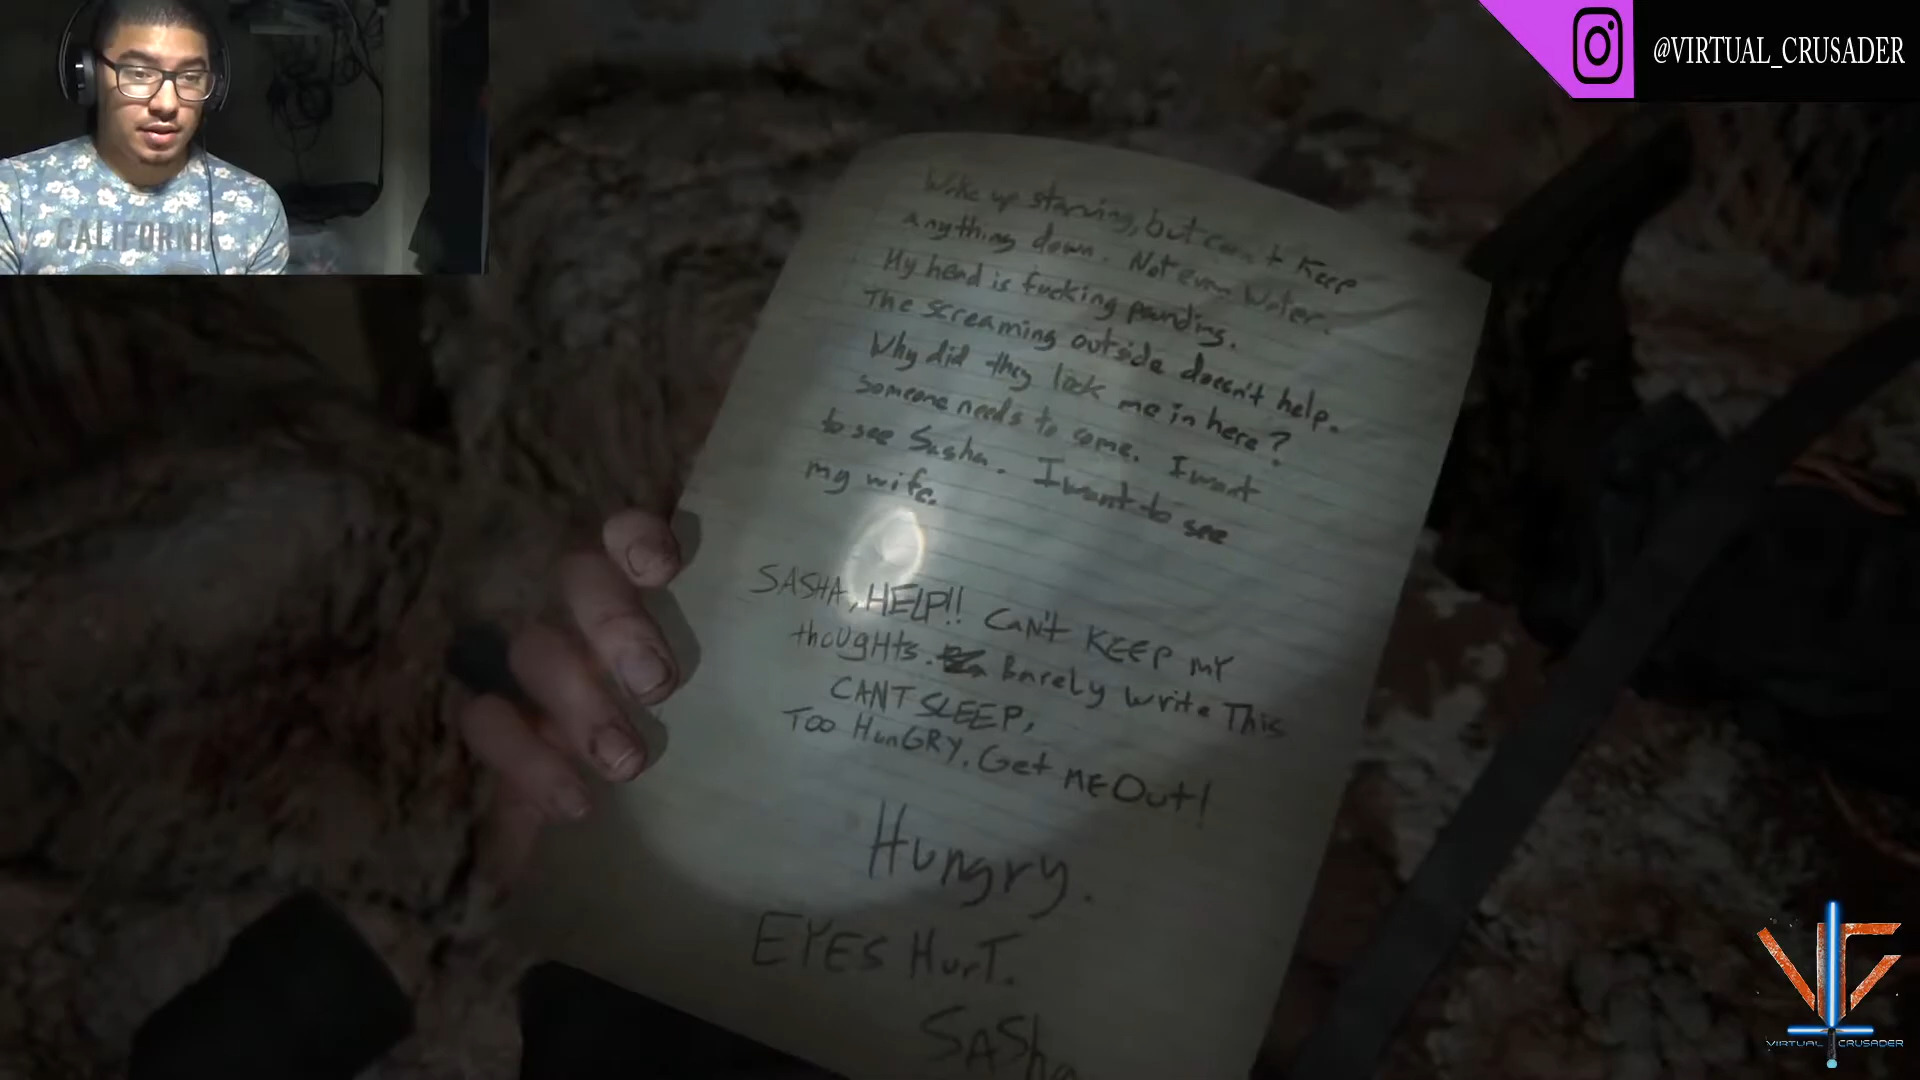 @VIRTUAL_CRUSADER
CALIFORNIA
Woke up starving, but can't keep
anything down. Not even water.
My head is fucking pounding.
The screaming outside doesn't help.
Why did they lock me in here?
Someone needs to come. I want
to see Sasha. I want to see
my wife.
SASHA, HELP!! CaN'T KEEP MY
thoUgHts. Barely Write This
CANT SLEEP,
Too HunGRY. Get ME Out!
Hungry.
EYES HurT.
SASha
VIRTUAL CRUSADER